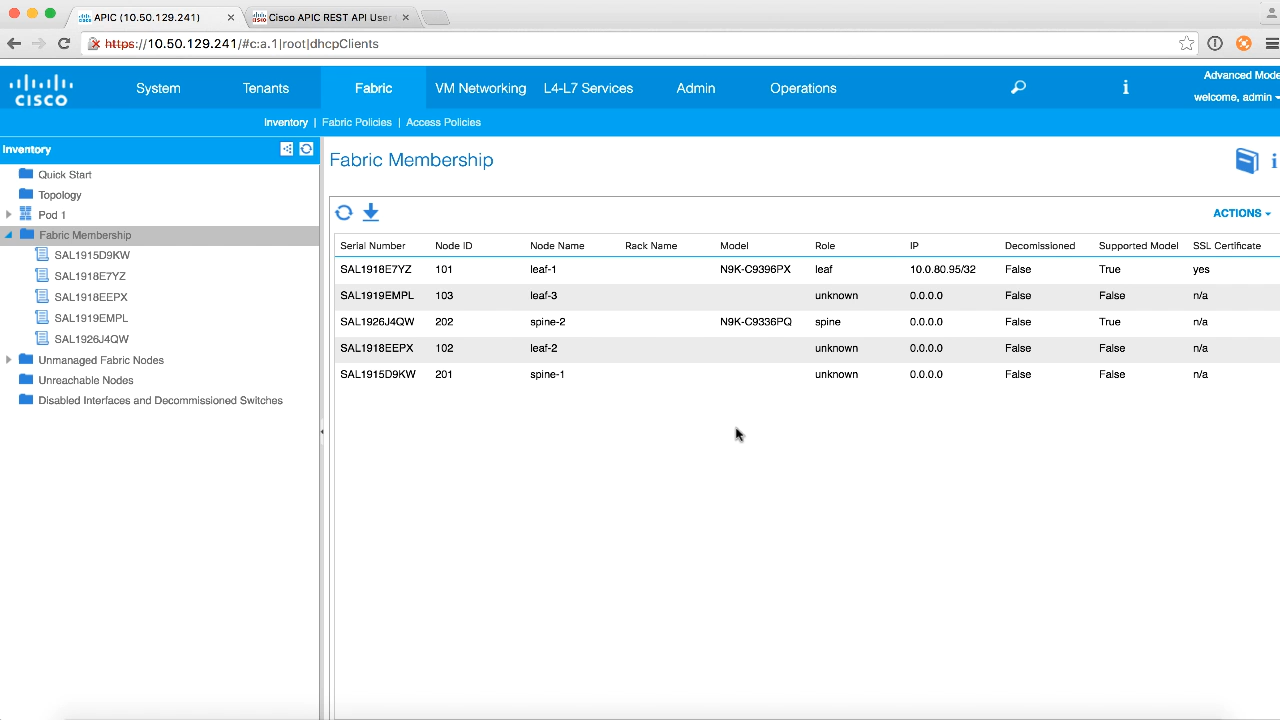 APIC (10.50.129.241)
Cisco APIC REST API User
https://10.50.129.241/#c:a.1|root|dhcpClients
CISCO
System
Tenants
Fabric
VM Networking
L4-L7 Services
Admin
Operations
Advanced Mode
welcome, admin
Inventory | Fabric Policies | Access Policies
Inventory
Quick Start
Topology
Pod 1
Fabric Membership
SAL1915D9KW
SAL1918E7YZ
SAL1918EEPX
SAL1919EMPL
SAL1926J4QW
Unmanaged Fabric Nodes
Unreachable Nodes
Disabled Interfaces and Decommissioned Switches
Fabric Membership
ACTIONS
Serial Number Node ID Node Name Rack Name Model Role IP Decomissioned Supported Model SSL Certificate
SAL1918E7YZ 101 leaf-1 N9K-C9396PX leaf 10.0.80.95/32 False True yes
SAL1919EMPL 103 leaf-3 unknown 0.0.0.0 False False n/a
SAL1926J4QW 202 spine-2 N9K-C9336PQ spine 0.0.0.0 False True n/a
SAL1918EEPX 102 leaf-2 unknown 0.0.0.0 False False n/a
SAL1915D9KW 201 spine-1 unknown 0.0.0.0 False False n/a